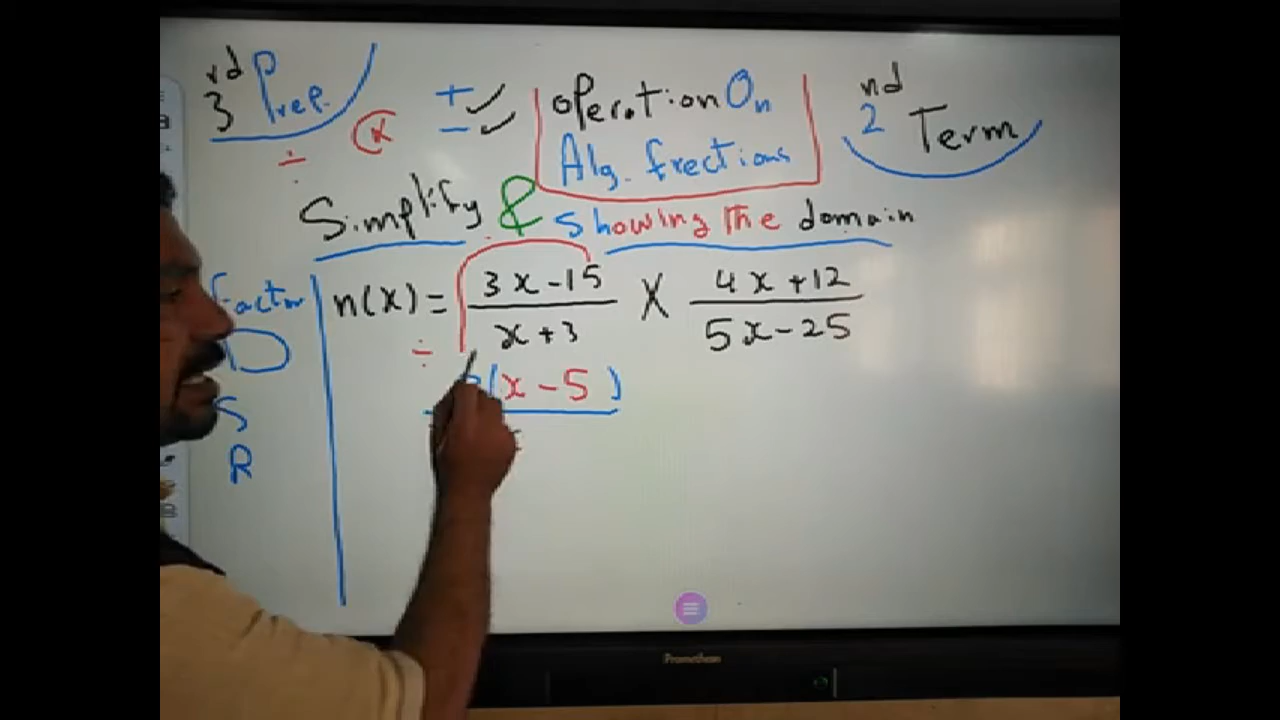 3rd Prep.
÷ × + ✓ - ✓
Operation On
Alg. frections
2nd Term
Simplify & showing the domain
Factor
D
S
R
n(x) = 3x-15 / x+3 × 4x+12 / 5x-25
÷
(x-5)
Promethean